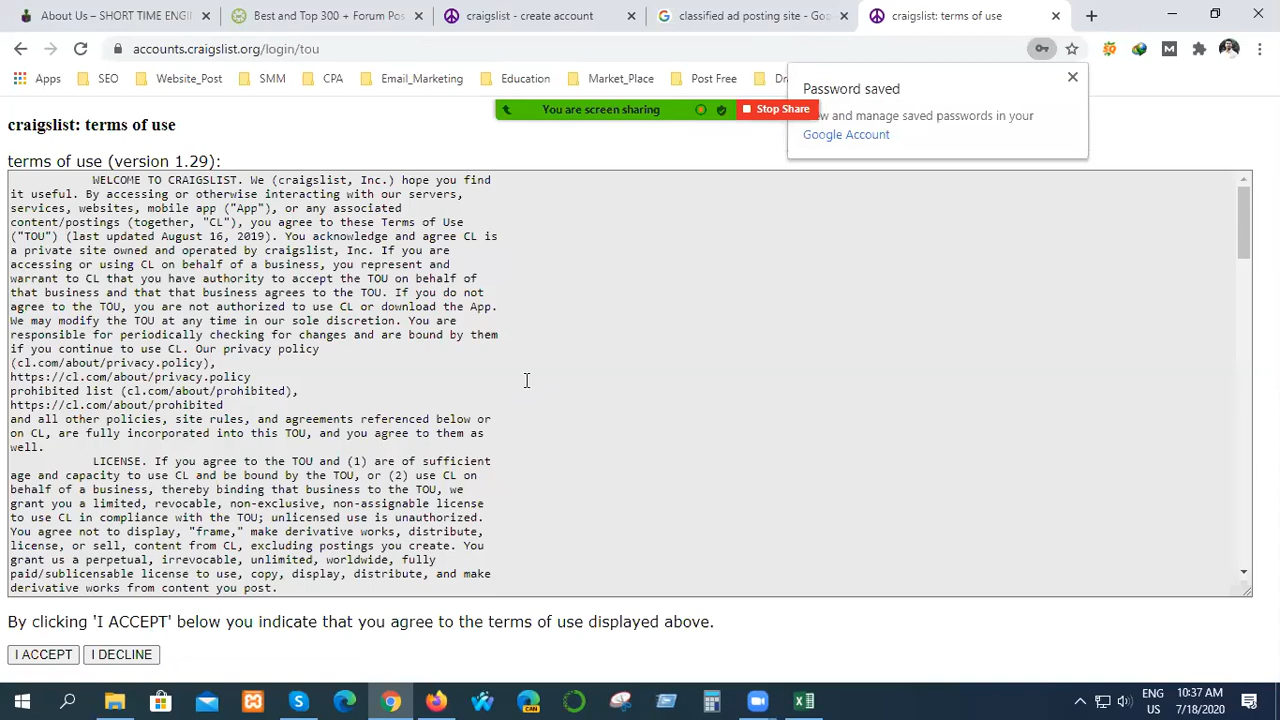 About Us – SHORT TIME ENGI
Best and Top 300 + Forum Pos
craigslist - create account
classified ad posting site - Goo
craigslist: terms of use
accounts.craigslist.org/login/tou
Apps
SEO
Website_Post
SMM
CPA
Email_Marketing
Education
Market_Place
Post Free
You are screen sharing
Stop Share
Password saved
and manage saved passwords in your
Google Account
craigslist: terms of use
terms of use (version 1.29):
WELCOME TO CRAIGSLIST. We (craigslist, Inc.) hope you find
it useful. By accessing or otherwise interacting with our servers,
services, websites, mobile app ("App"), or any associated
content/postings (together, "CL"), you agree to these Terms of Use
("TOU") (last updated August 16, 2019). You acknowledge and agree CL is
a private site owned and operated by craigslist, Inc. If you are
accessing or using CL on behalf of a business, you represent and
warrant to CL that you have authority to accept the TOU on behalf of
that business and that that business agrees to the TOU. If you do not
agree to the TOU, you are not authorized to use CL or download the App.
We may modify the TOU at any time in our sole discretion. You are
responsible for periodically checking for changes and are bound by them
if you continue to use CL. Our privacy policy
(cl.com/about/privacy.policy),
https://cl.com/about/privacy.policy
prohibited list (cl.com/about/prohibited),
https://cl.com/about/prohibited
and all other policies, site rules, and agreements referenced below or
on CL, are fully incorporated into this TOU, and you agree to them as
well.
LICENSE. If you agree to the TOU and (1) are of sufficient
age and capacity to use CL and be bound by the TOU, or (2) use CL on
behalf of a business, thereby binding that business to the TOU, we
grant you a limited, revocable, non-exclusive, non-assignable license
to use CL in compliance with the TOU; unlicensed use is unauthorized.
You agree not to display, "frame," make derivative works, distribute,
license, or sell, content from CL, excluding postings you create. You
grant us a perpetual, irrevocable, unlimited, worldwide, fully
paid/sublicensable license to use, copy, display, distribute, and make
derivative works from content you post.
By clicking 'I ACCEPT' below you indicate that you agree to the terms of use displayed above.
I ACCEPT
I DECLINE
CAN
ENG
US
10:37 AM
7/18/2020